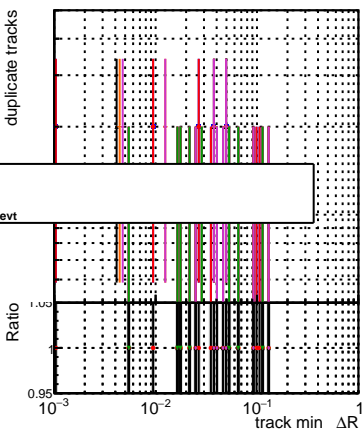 duplicate tracks
evt
Ratio
1.05
1
0.95
10−3
10−2
10−1
1
track min ΔR